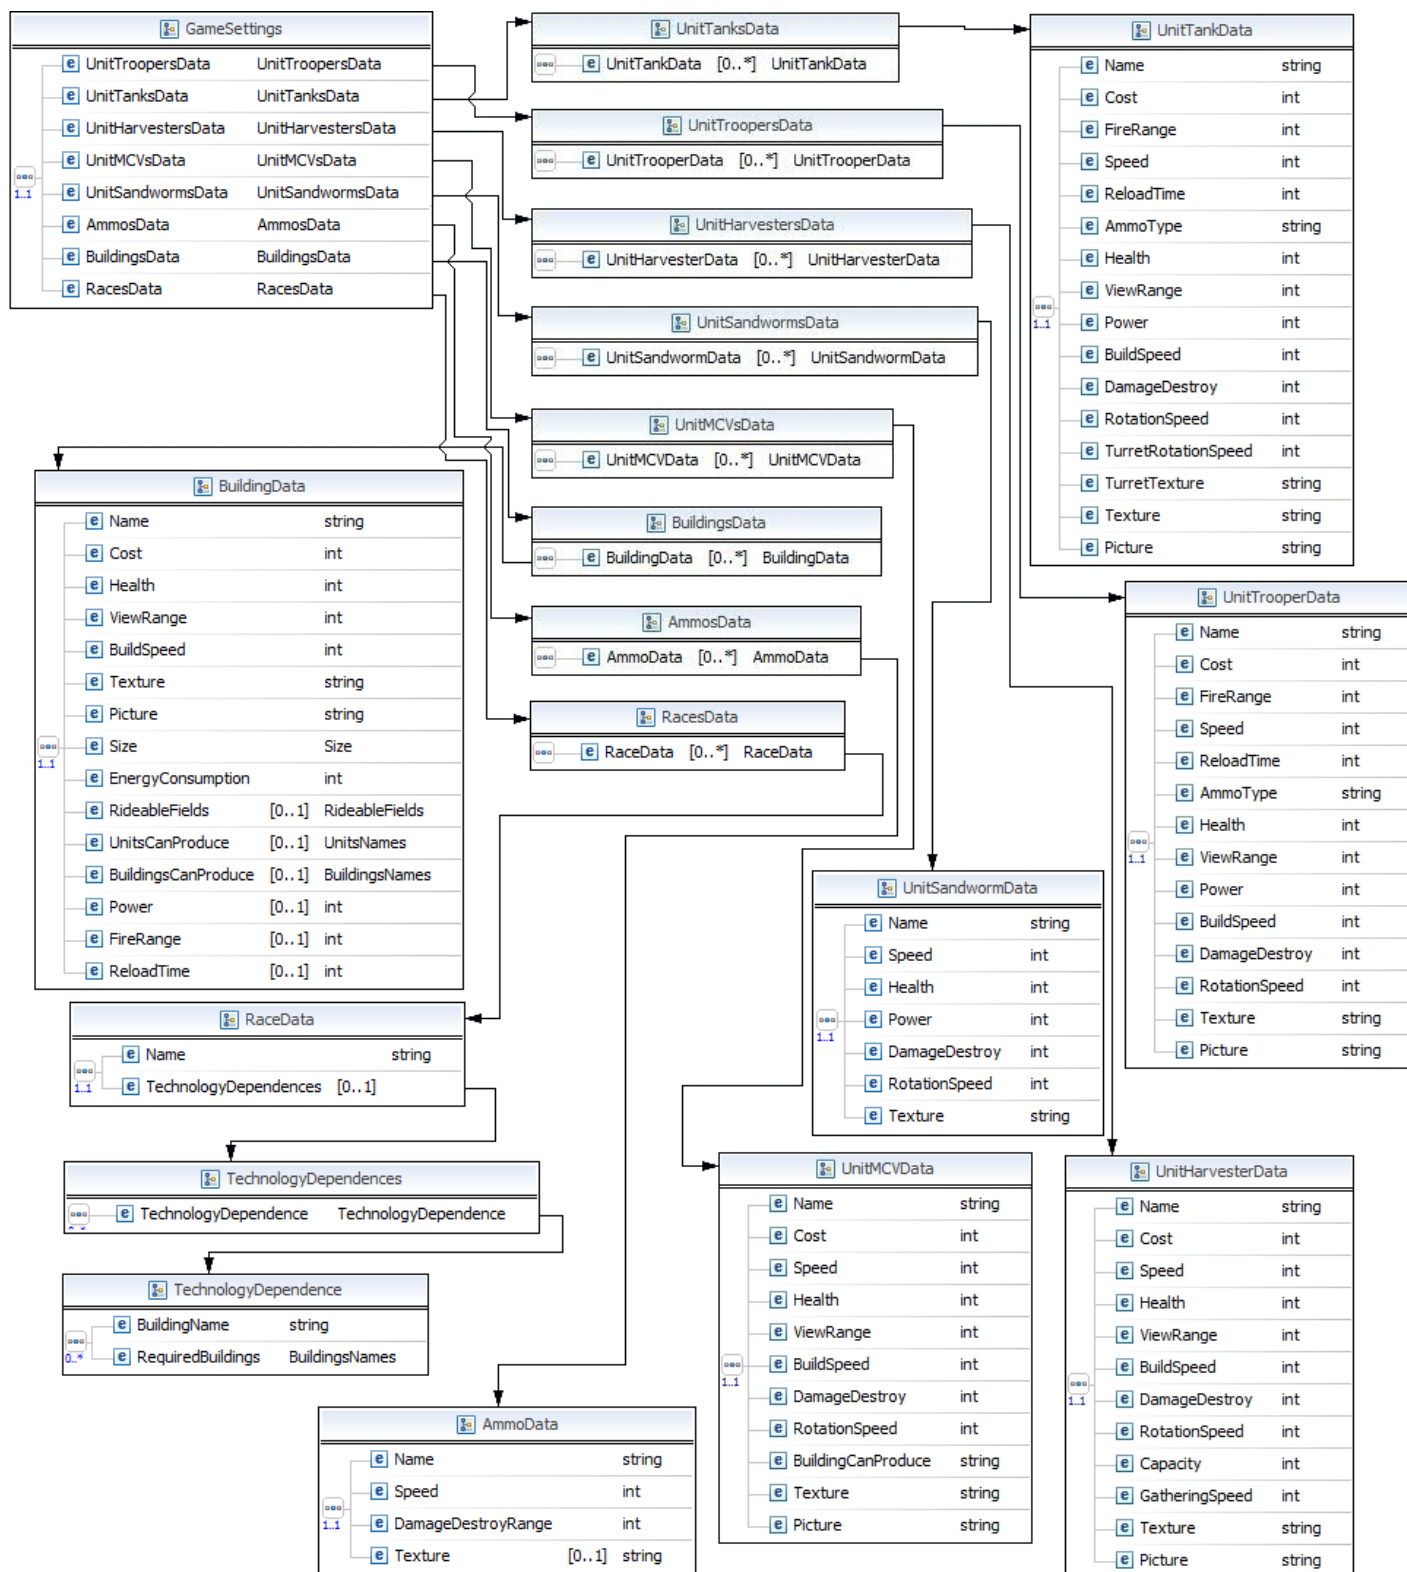 GameSettings
UnitTroopersData UnitTroopersData
UnitTanksData UnitTanksData
UnitHarvestersData UnitHarvestersData
UnitMCVsData UnitMCVsData
UnitSandwormsData UnitSandwormsData
AmmosData AmmosData
BuildingsData BuildingsData
RacesData RacesData
1..1
UnitTanksData
UnitTankData [0..*] UnitTankData
UnitTroopersData
UnitTrooperData [0..*] UnitTrooperData
UnitHarvestersData
UnitHarvesterData [0..*] UnitHarvesterData
UnitSandwormsData
UnitSandwormData [0..*] UnitSandwormData
UnitMCVsData
UnitMCVData [0..*] UnitMCVData
BuildingsData
BuildingData [0..*] BuildingData
AmmosData
AmmoData [0..*] AmmoData
RacesData
RaceData [0..*] RaceData
UnitTankData
Name string
Cost int
FireRange int
Speed int
ReloadTime int
AmmoType string
Health int
ViewRange int
Power int
BuildSpeed int
DamageDestroy int
RotationSpeed int
TurretRotationSpeed int
TurretTexture string
Texture string
Picture string
1..1
BuildingData
Name string
Cost int
Health int
ViewRange int
BuildSpeed int
Texture string
Picture string
Size Size
EnergyConsumption int
RideableFields [0..1] RideableFields
UnitsCanProduce [0..1] UnitsNames
BuildingsCanProduce [0..1] BuildingsNames
Power [0..1] int
FireRange [0..1] int
ReloadTime [0..1] int
1..1
UnitTrooperData
Name string
Cost int
FireRange int
Speed int
ReloadTime int
AmmoType string
Health int
ViewRange int
Power int
BuildSpeed int
DamageDestroy int
RotationSpeed int
Texture string
Picture string
1..1
UnitSandwormData
Name string
Speed int
Health int
Power int
DamageDestroy int
RotationSpeed int
Texture string
1..1
RaceData
Name string
TechnologyDependences [0..1]
1..1
TechnologyDependences
TechnologyDependence TechnologyDependence
TechnologyDependence
BuildingName string
RequiredBuildings BuildingsNames
0..*
UnitMCVData
Name string
Cost int
Speed int
Health int
ViewRange int
BuildSpeed int
DamageDestroy int
RotationSpeed int
BuildingCanProduce string
Texture string
Picture string
1..1
UnitHarvesterData
Name string
Cost int
Speed int
Health int
ViewRange int
BuildSpeed int
DamageDestroy int
RotationSpeed int
Capacity int
GatheringSpeed int
Texture string
Picture string
1..1
AmmoData
Name string
Speed int
DamageDestroyRange int
Texture [0..1] string
1..1